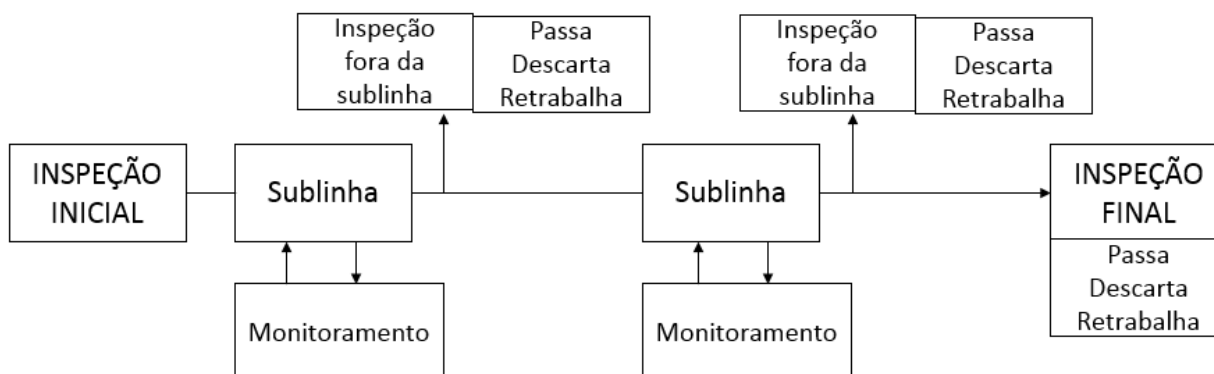 Inspeção
fora da
sublinha
Passa
Descarta
Retrabalha
Inspeção
fora da
sublinha
Passa
Descarta
Retrabalha
INSPEÇÃO
INICIAL
Sublinha
Sublinha
INSPEÇÃO
FINAL
Passa
Descarta
Retrabalha
Monitoramento
Monitoramento